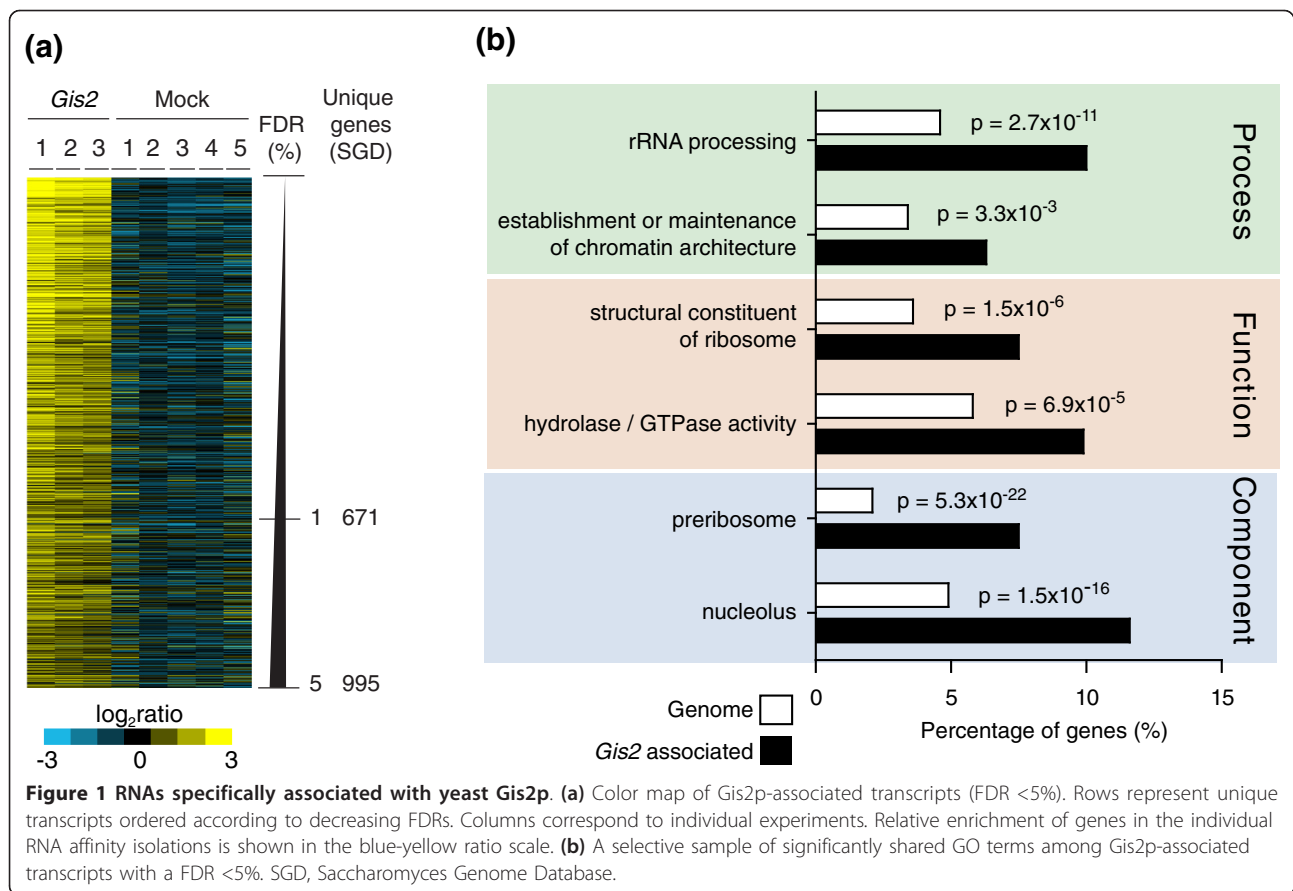 (a)
Gis2 Mock
1 2 3 1 2 3 4 5
FDR (%)
Unique genes (SGD)
1 671
5 995
log2ratio
-3 0 3
(b)
rRNA processing
p = 2.7x10-11
establishment or maintenance
of chromatin architecture
p = 3.3x10-3
Process
structural constituent
of ribosome
p = 1.5x10-6
hydrolase / GTPase activity
p = 6.9x10-5
Function
preribosome
p = 5.3x10-22
nucleolus
p = 1.5x10-16
Component
0 5 10 15
Percentage of genes (%)
Genome
Gis2 associated
Figure 1 RNAs specifically associated with yeast Gis2p. (a) Color map of Gis2p-associated transcripts (FDR <5%). Rows represent unique
transcripts ordered according to decreasing FDRs. Columns correspond to individual experiments. Relative enrichment of genes in the individual
RNA affinity isolations is shown in the blue-yellow ratio scale. (b) A selective sample of significantly shared GO terms among Gis2p-associated
transcripts with a FDR <5%. SGD, Saccharomyces Genome Database.